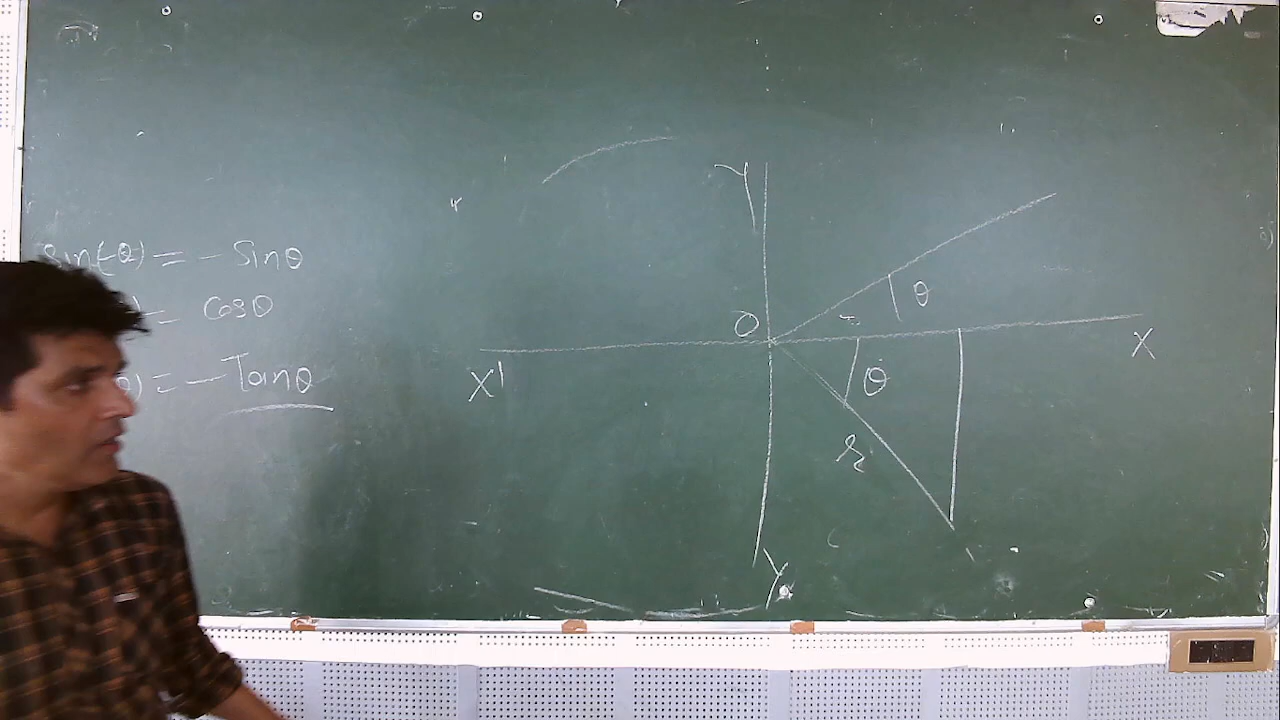 Sin(-θ) = - Sinθ
= Cosθ
θ) = - Tanθ
Y
θ
O
X
X'
θ
r
Y